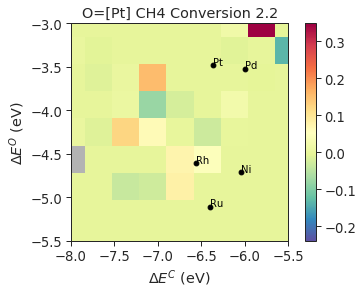 O=[Pt] CH4 Conversion 2.2
−3.0
−3.5
−4.0
−4.5
−5.0
−5.5
ΔE^O (eV)
Pt
Pd
Rh
Ni
Ru
−8.0 −7.5 −7.0 −6.5 −6.0 −5.5
ΔE^C (eV)
0.3
0.2
0.1
0.0
−0.1
−0.2